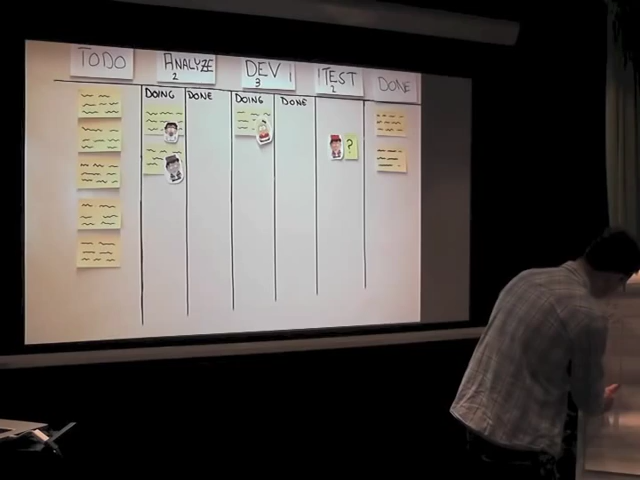 TODO
ANALYZE
2
DEV
3
TEST
2
DONE
DOING
DONE
DOING
DONE
?